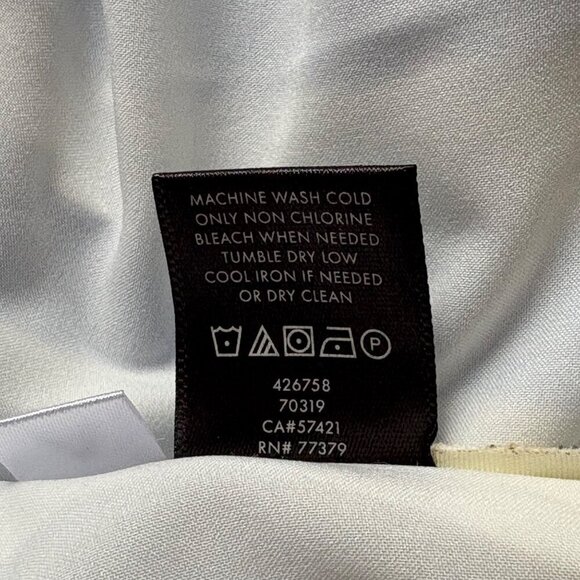 MACHINE WASH COLD
ONLY NON CHLORINE
BLEACH WHEN NEEDED
TUMBLE DRY LOW
COOL IRON IF NEEDED
OR DRY CLEAN
P
426758
70319
CA#57421
RN# 77379